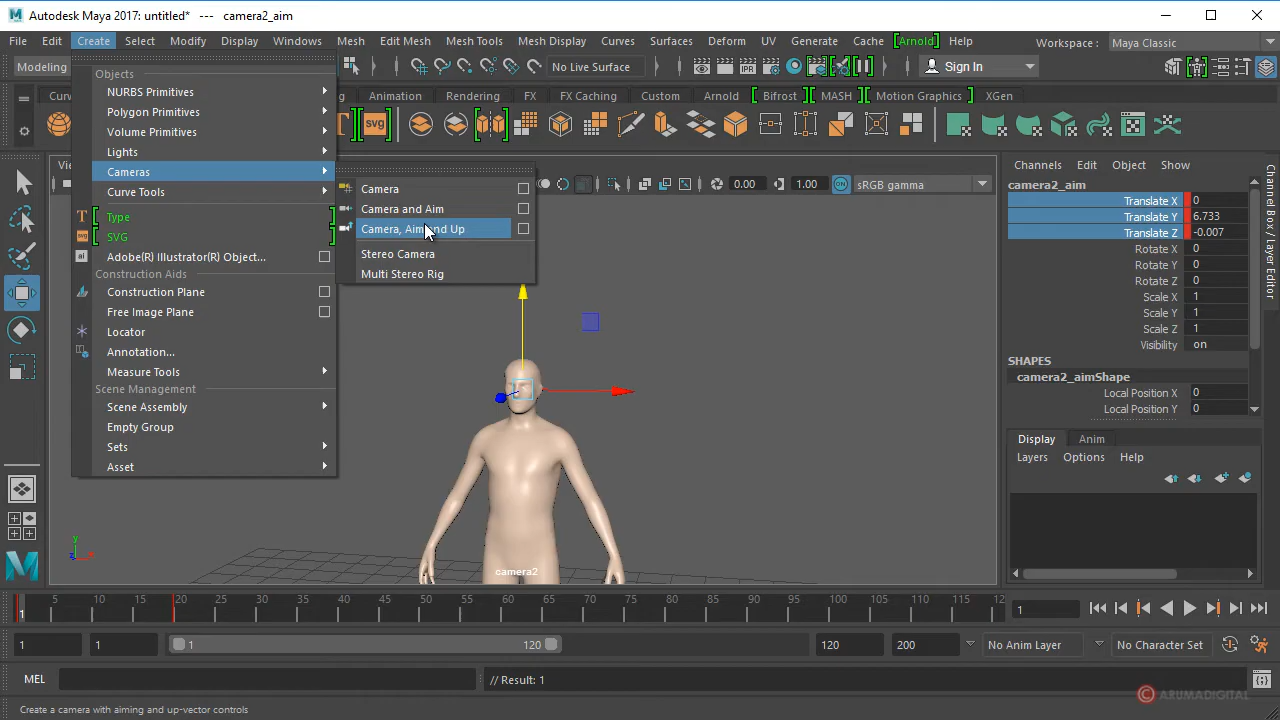 Autodesk Maya 2017: untitled* --- camera2_aim
File Edit Create Select Modify Display Windows Mesh Edit Mesh Mesh Tools Mesh Display Curves Surfaces Deform UV Generate Cache [Arnold] Help Workspace : Maya Classic
Modeling No Live Surface IPR Sign In
Animation Rendering FX FX Caching Custom Arnold Bifrost MASH Motion Graphics XGen
svg
Objects
NURBS Primitives
Polygon Primitives
Volume Primitives
Lights
Cameras
Curve Tools
Type
SVG
Adobe(R) Illustrator(R) Object...
Construction Aids
Construction Plane
Free Image Plane
Locator
Annotation...
Measure Tools
Scene Management
Scene Assembly
Empty Group
Sets
Asset
Camera
Camera and Aim
Camera, Aim and Up
Stereo Camera
Multi Stereo Rig
0.00 1.00 ON sRGB gamma
y
camera2
Channels Edit Object Show
camera2_aim
Translate X 0
Translate Y 6.733
Translate Z -0.007
Rotate X 0
Rotate Y 0
Rotate Z 0
Scale X 1
Scale Y 1
Scale Z 1
Visibility on
SHAPES
camera2_aimShape
Local Position X 0
Local Position Y 0
Display Anim
Layers Options Help
Channel Box / Layer Editor
5 10 15 20 25 30 35 40 45 50 55 60 65 70 75 80 85 90 95 100 105 110 115 12
1 1
1 1 1 120 120 200 No Anim Layer No Character Set
MEL // Result: 1
Create a camera with aiming and up-vector controls
© ARUMADIGITAL